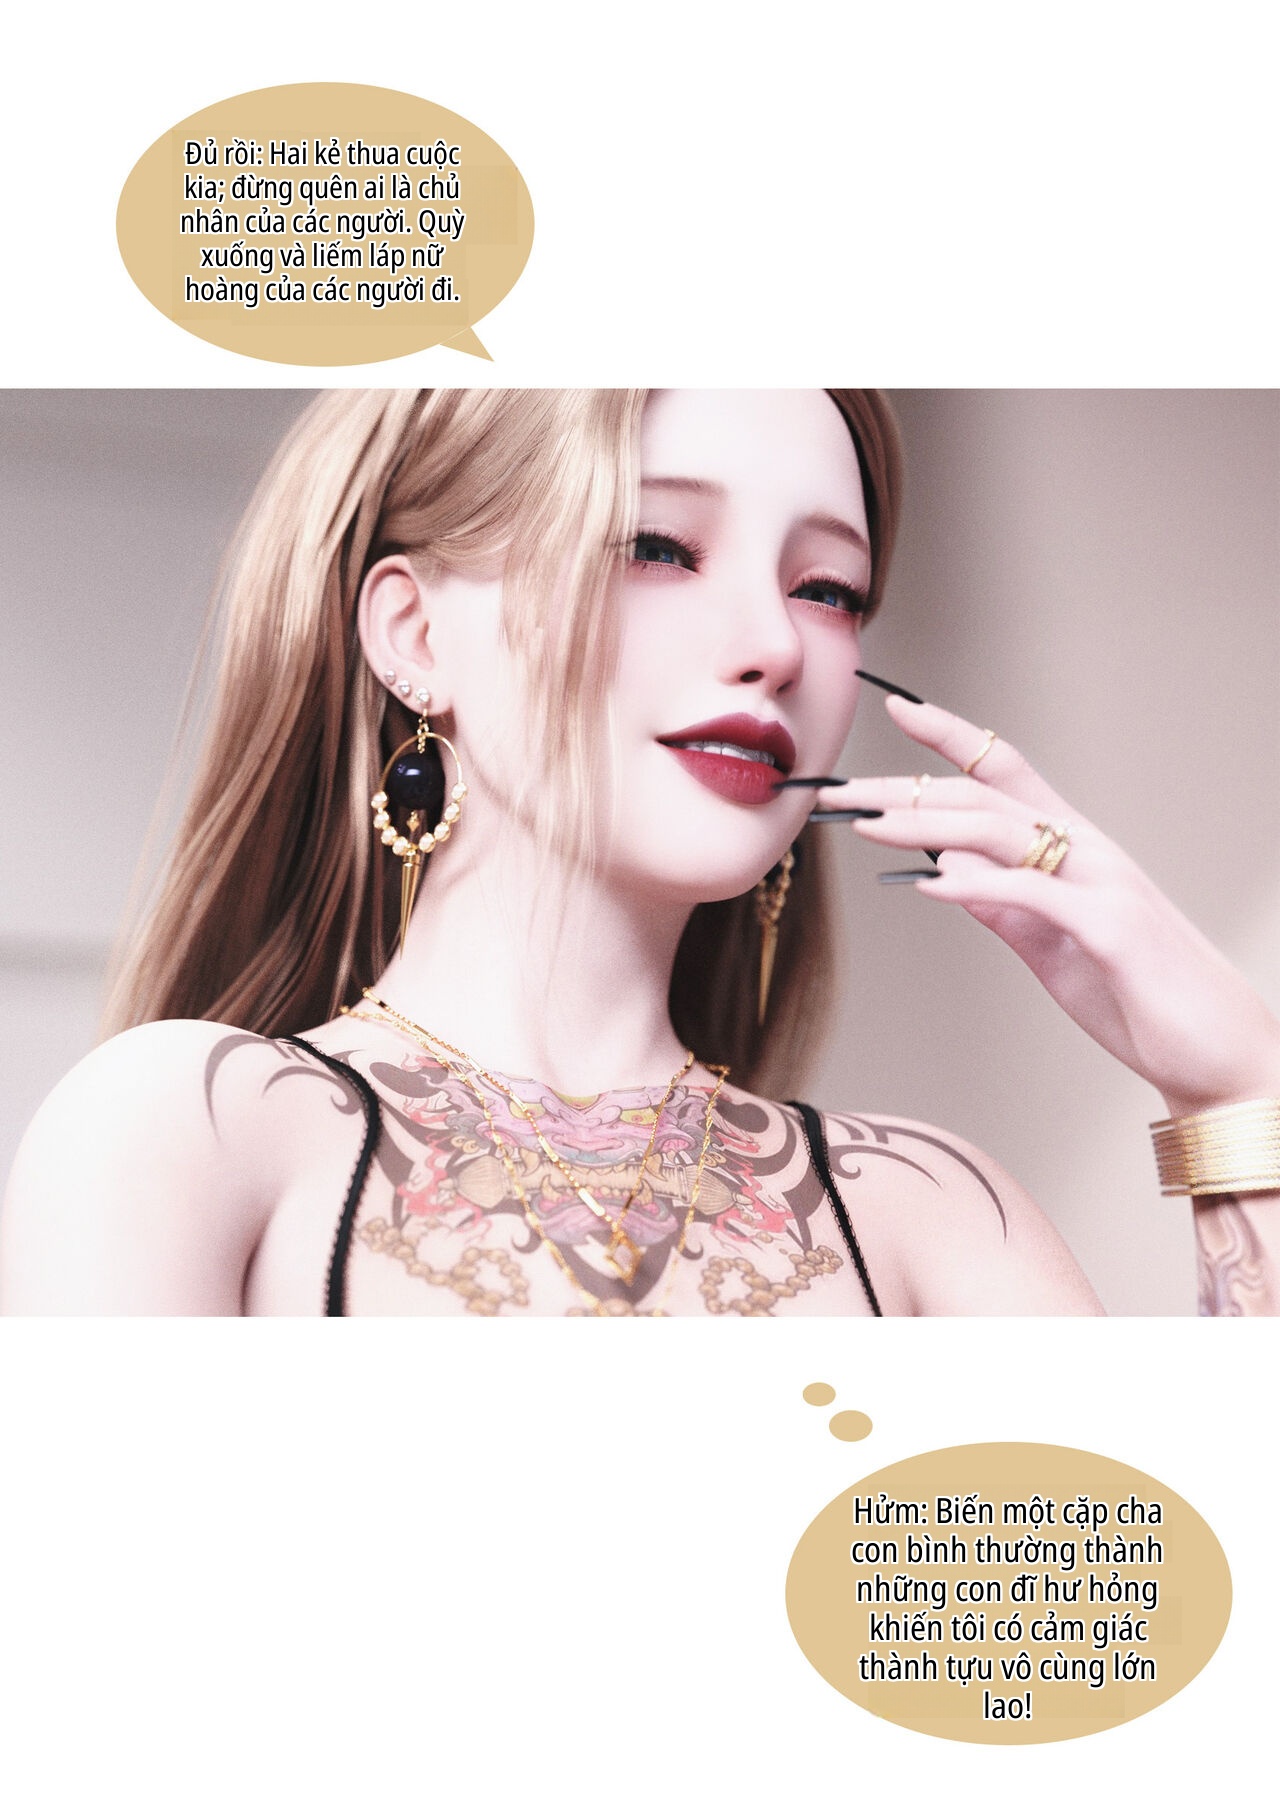 Đủ rồi: Hai kẻ thua cuộc
kia; đừng quên ai là chủ
nhân của các người. Quỳ
xuống và liếm láp nữ
hoàng của các người đi.
Hửm: Biến một cặp cha
con bình thường thành
những con đĩ hư hỏng
khiến tôi có cảm giác
thành tựu vô cùng lớn
lao!